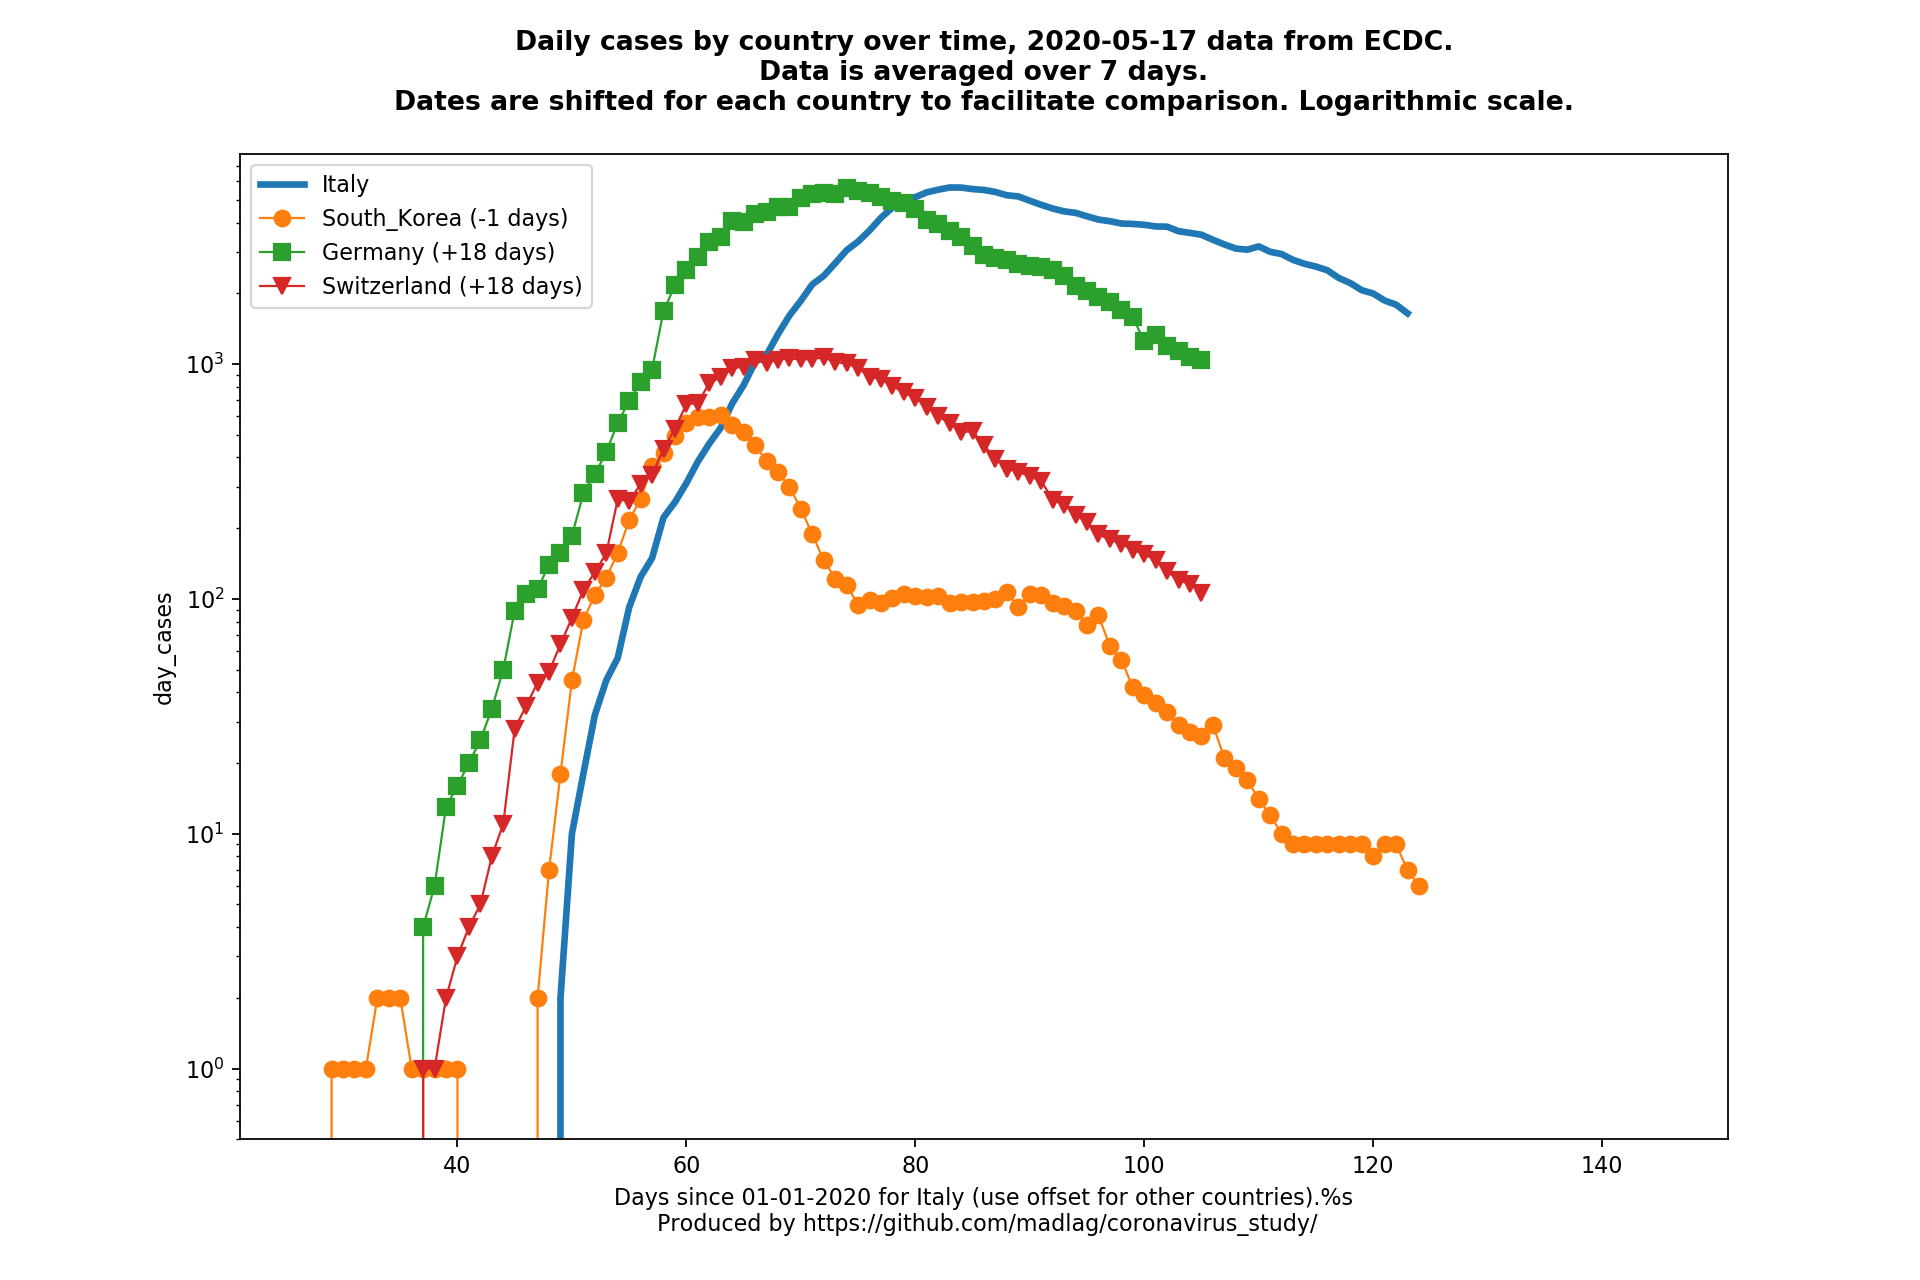 Daily cases by country over time, 2020-05-17 data from ECDC.
Data is averaged over 7 days.
Dates are shifted for each country to facilitate comparison. Logarithmic scale.
Italy
South_Korea (-1 days)
Germany (+18 days)
Switzerland (+18 days)
day_cases
10³
10²
10¹
10⁰
40 60 80 100 120 140
Days since 01-01-2020 for Italy (use offset for other countries).%s
Produced by https://github.com/madlag/coronavirus_study/